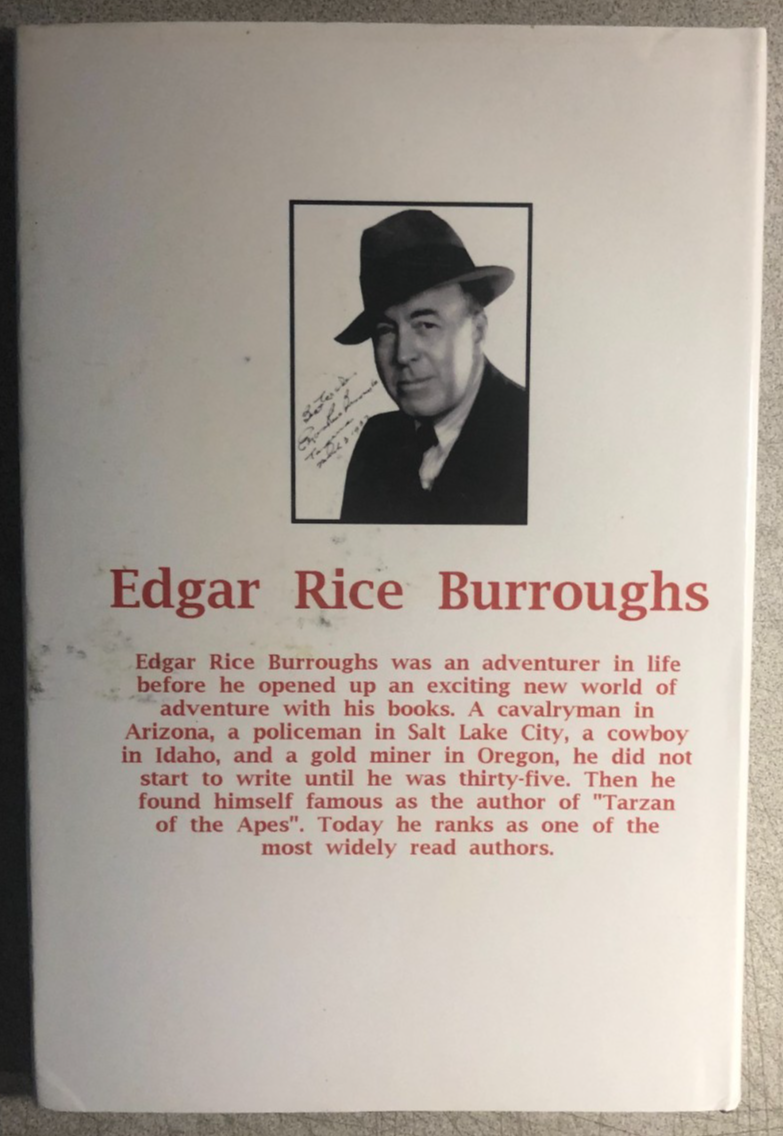 Edgar Rice Burroughs
Edgar Rice Burroughs was an adventurer in life
before he opened up an exciting new world of
adventure with his books. A cavalryman in
Arizona, a policeman in Salt Lake City, a cowboy
in Idaho, and a gold miner in Oregon, he did not
start to write until he was thirty-five. Then he
found himself famous as the author of "Tarzan
of the Apes". Today he ranks as one of the
most widely read authors.